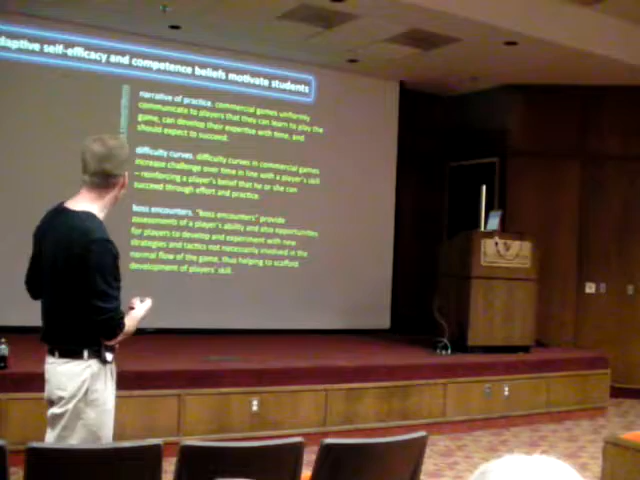 daptive self-efficacy and competence beliefs motivate students
narrative of practice. commercial games uniformly
communicate to players that they can learn to play the
game, can develop their expertise with time, and
should expect to succeed.
difficulty curves. difficulty curves in commercial games
increase challenge over time in line with a player's skill
– reinforcing a player's belief that he or she can
succeed through effort and practice.
boss encounters. "boss encounters" provide
assessments of a player's ability and also opportunities
for players to develop and experiment with new
strategies and tactics not necessarily involved in the
normal flow of the game, thus helping to scaffold
development of players' skill.